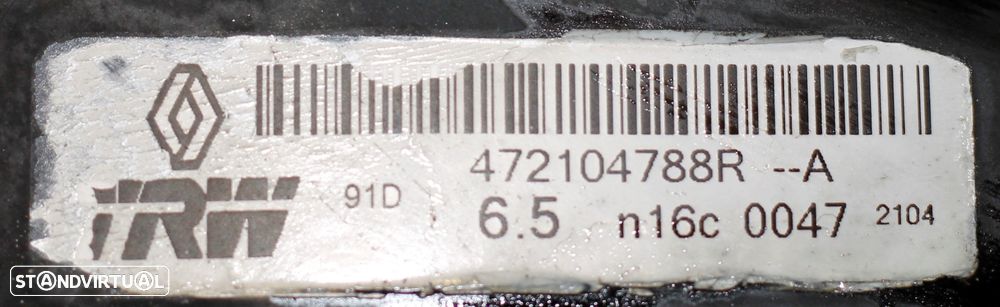 472104788R --A
TRW 91D 6.5 n16c 0047 2104
STANDVIRTUAL